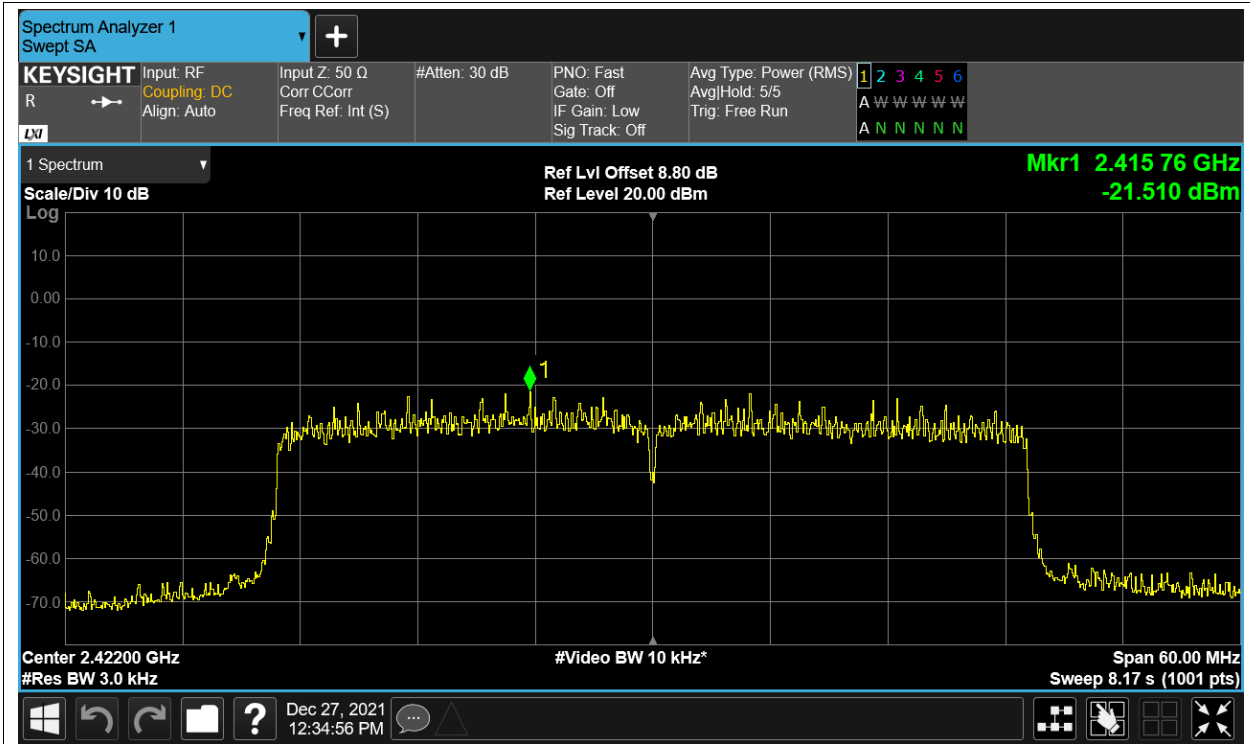 Spectrum Analyzer 1
Swept SA
KEYSIGHT
R
LXI
Input: RF
Coupling: DC
Align: Auto
Input Z: 50 Ω
Corr CCorr
Freq Ref: Int (S)
#Atten: 30 dB
PNO: Fast
Gate: Off
IF Gain: Low
Sig Track: Off
Avg Type: Power (RMS)
Avg|Hold: 5/5
Trig: Free Run
1 2 3 4 5 6
A W W W W W
A N N N N N
1 Spectrum
Scale/Div 10 dB
Log
Ref Lvl Offset 8.80 dB
Ref Level 20.00 dBm
Mkr1 2.415 76 GHz
-21.510 dBm
10.0
0.00
-10.0
1
-20.0
-30.0
-40.0
-50.0
-60.0
-70.0
Center 2.42200 GHz
#Res BW 3.0 kHz
#Video BW 10 kHz*
Span 60.00 MHz
Sweep 8.17 s (1001 pts)
?
Dec 27, 2021
12:34:56 PM